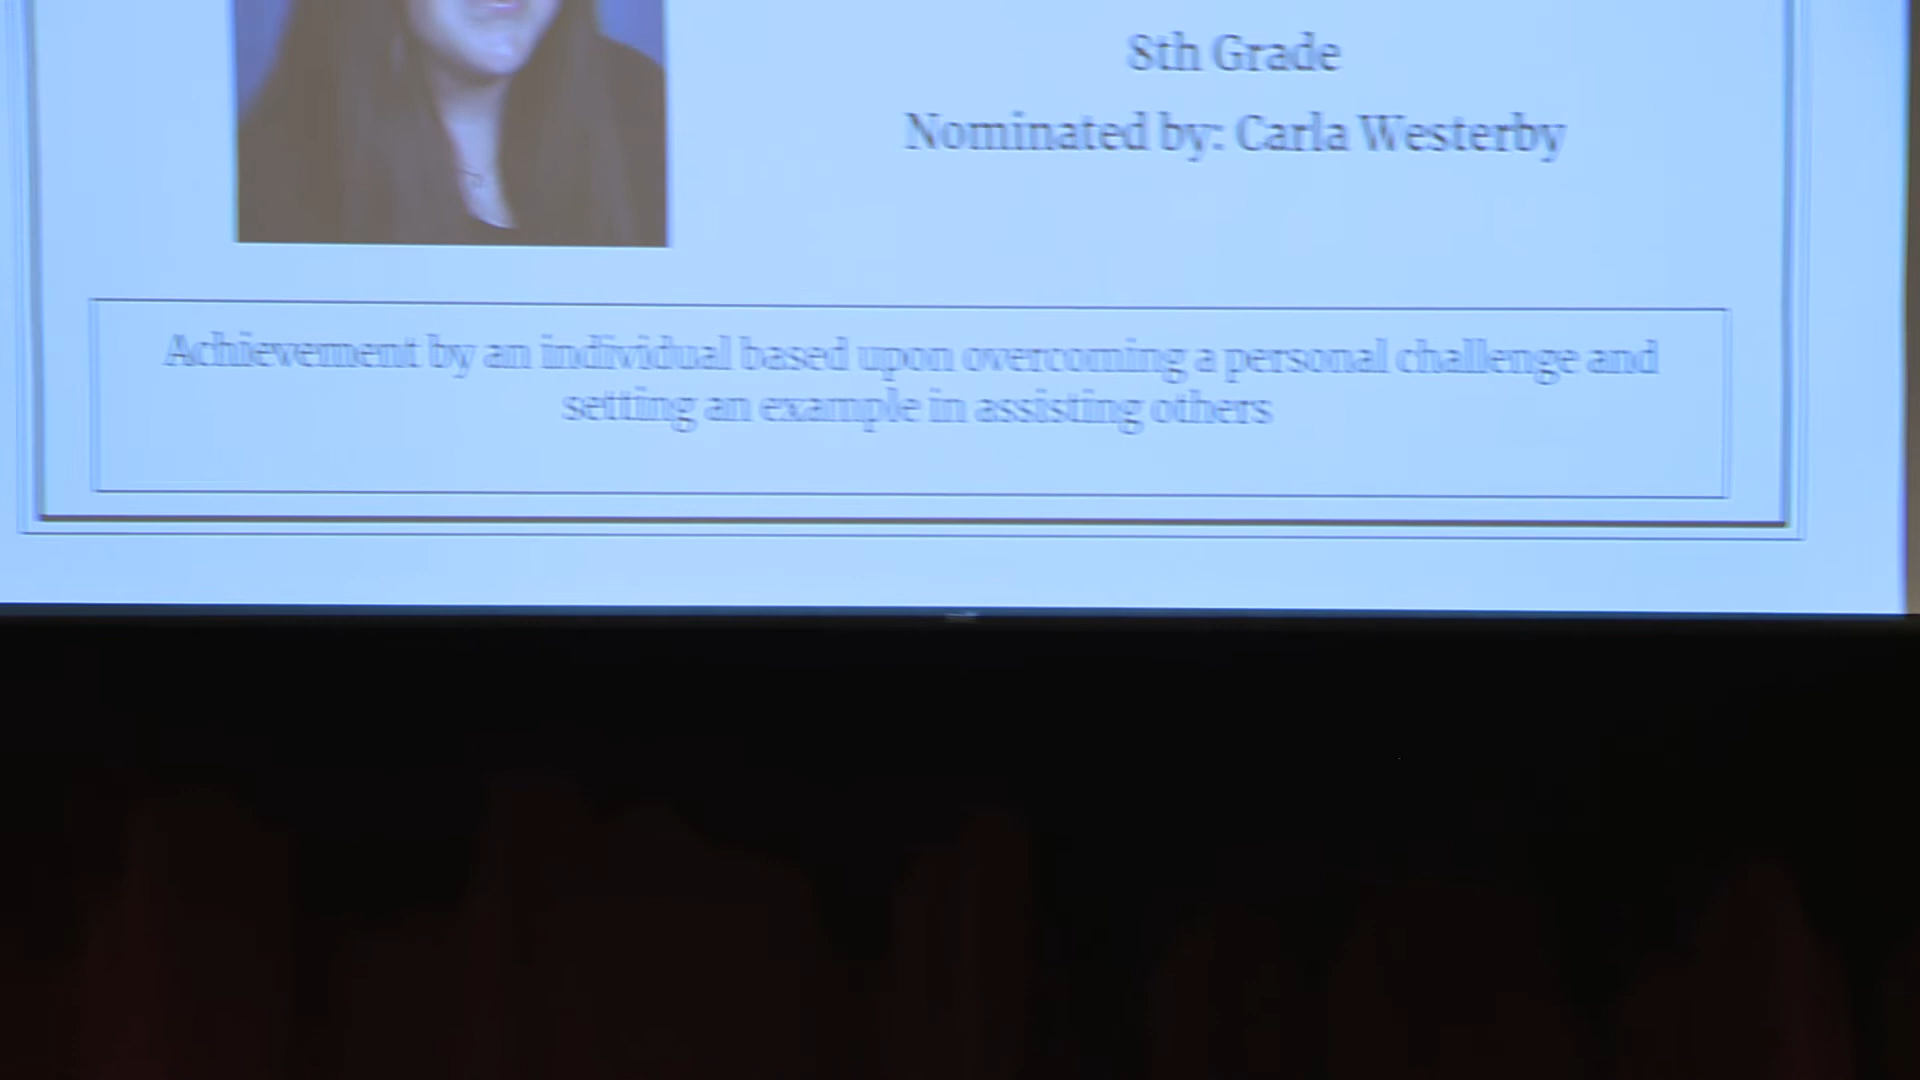 8th Grade
Nominated by: Carla Westerby
Achievement by an individual based upon overcoming a personal challenge and
setting an example in assisting others